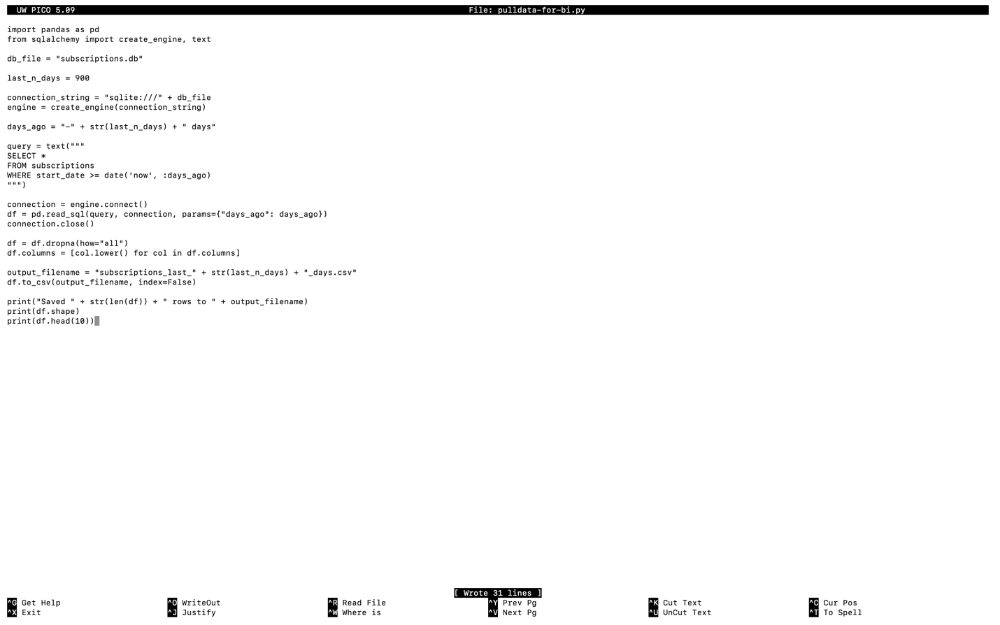 UW PICO 5.09 File: pulldata-for-bi.py
import pandas as pd
from sqlalchemy import create_engine, text
db_file = "subscriptions.db"
last_n_days = 900
connection_string = "sqlite:///" + db_file
engine = create_engine(connection_string)
days_ago = "-" + str(last_n_days) + " days"
query = text("""
SELECT *
FROM subscriptions
WHERE start_date >= date('now', :days_ago)
""")
connection = engine.connect()
df = pd.read_sql(query, connection, params={"days_ago": days_ago})
connection.close()
df = df.dropna(how="all")
df.columns = [col.lower() for col in df.columns]
output_filename = "subscriptions_last_" + str(last_n_days) + "_days.csv"
df.to_csv(output_filename, index=False)
print("Saved " + str(len(df)) + " rows to " + output_filename)
print(df.shape)
print(df.head(10))
[ Wrote 31 lines ]
^G Get Help ^O WriteOut ^R Read File ^Y Prev Pg ^K Cut Text ^C Cur Pos
^X Exit ^J Justify ^W Where is ^V Next Pg ^U UnCut Text ^T To Spell